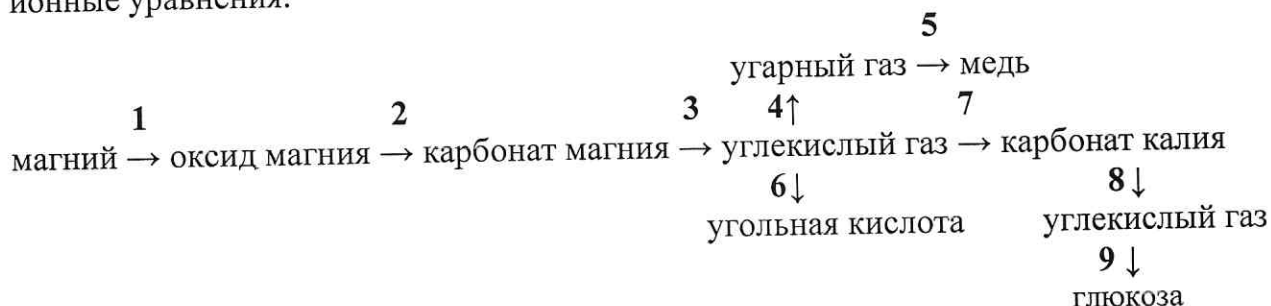 ионные уравнения.
5
угарный газ → медь
1 2 3 4↑ 7
магний → оксид магния → карбонат магния → углекислый газ → карбонат калия
6↓ 8↓
угольная кислота углекислый газ
9 ↓
глюкоза